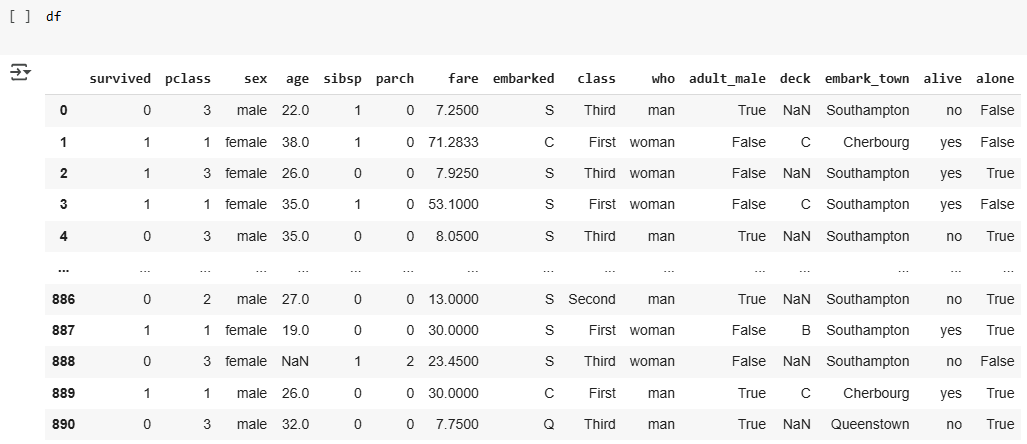 [ ] df
survived pclass sex age sibsp parch fare embarked class who adult_male deck embark_town alive alone
0 0 3 male 22.0 1 0 7.2500 S Third man True NaN Southampton no False
1 1 1 female 38.0 1 0 71.2833 C First woman False C Cherbourg yes False
2 1 3 female 26.0 0 0 7.9250 S Third woman False NaN Southampton yes True
3 1 1 female 35.0 1 0 53.1000 S First woman False C Southampton yes False
4 0 3 male 35.0 0 0 8.0500 S Third man True NaN Southampton no True
... ... ... ... ... ... ... ... ... ... ... ... ... ... ... ...
886 0 2 male 27.0 0 0 13.0000 S Second man True NaN Southampton no True
887 1 1 female 19.0 0 0 30.0000 S First woman False B Southampton yes True
888 0 3 female NaN 1 2 23.4500 S Third woman False NaN Southampton no False
889 1 1 male 26.0 0 0 30.0000 C First man True C Cherbourg yes True
890 0 3 male 32.0 0 0 7.7500 Q Third man True NaN Queenstown no True